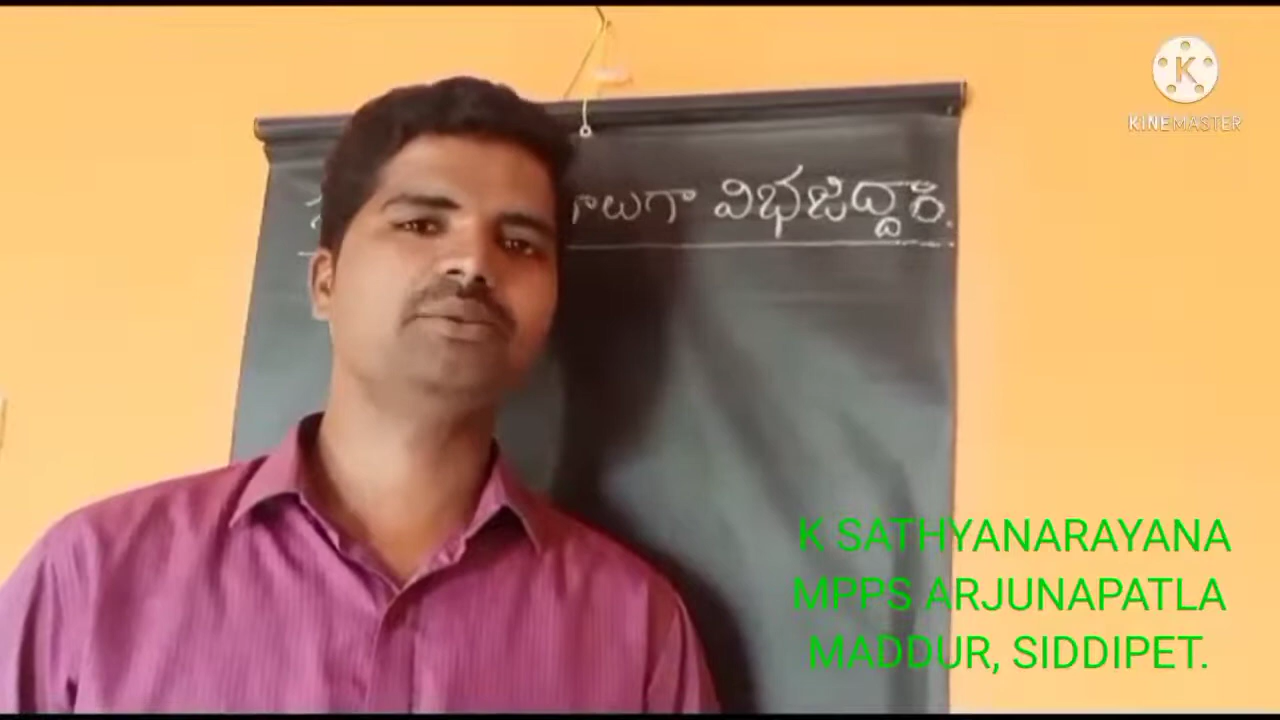 KINEMASTER
విభజిద్దాం.
K SATHYANARAYANA
MPPS ARJUNAPATLA
MADDUR, SIDDIPET.